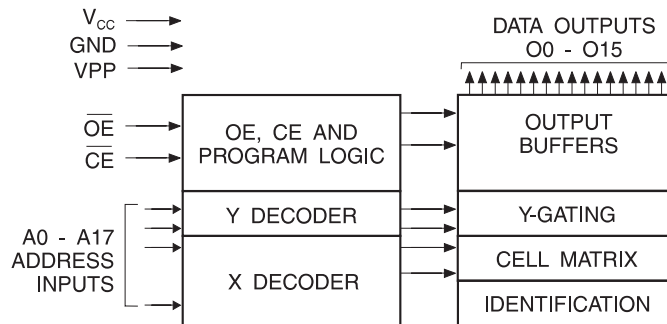 VCC
GND
VPP
DATA OUTPUTS
O0 - O15
OE
CE
OE, CE AND
PROGRAM LOGIC
OUTPUT
BUFFERS
A0 - A17
ADDRESS
INPUTS
Y DECODER
Y-GATING
X DECODER
CELL MATRIX
IDENTIFICATION